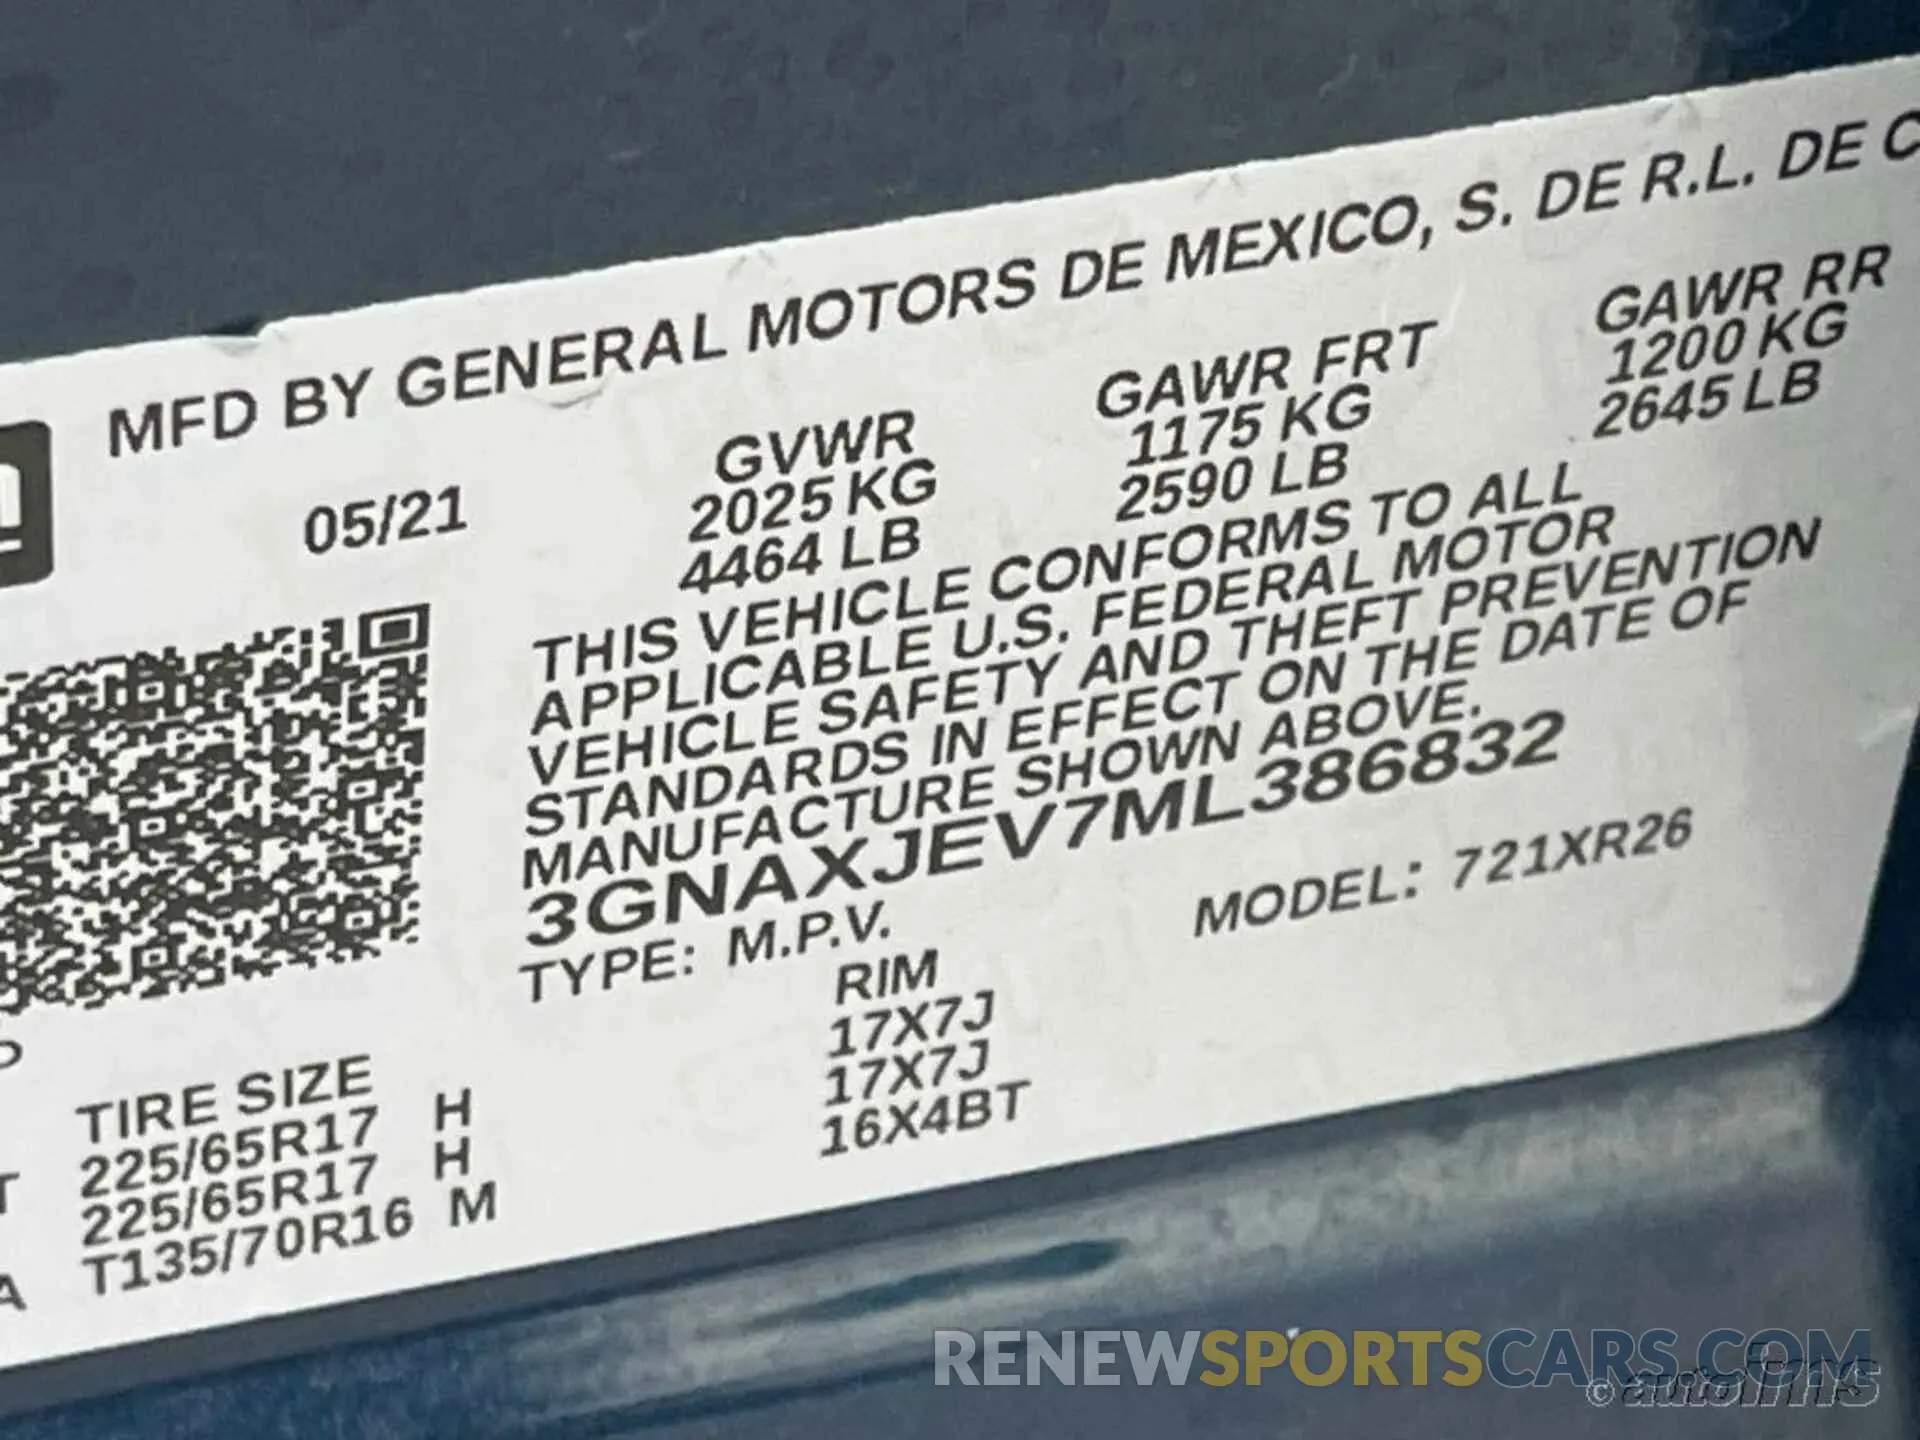 MFD BY GENERAL MOTORS DE MEXICO, S. DE R.L. DE C
05/21
GVWR
2025 KG
4464 LB
GAWR FRT
1175 KG
2590 LB
GAWR RR
1200 KG
2645 LB
THIS VEHICLE CONFORMS TO ALL
APPLICABLE U.S. FEDERAL MOTOR
VEHICLE SAFETY AND THEFT PREVENTION
STANDARDS IN EFFECT ON THE DATE OF
MANUFACTURE SHOWN ABOVE.
3GNAXJEV7ML386832
TYPE: M.P.V.
MODEL: 721XR26
TIRE SIZE
RIM
225/65R17 H
17X7J
T 225/65R17 H
17X7J
A T135/70R16 M
16X4BT
RENEWSPORTSCARS.COM
© autoims